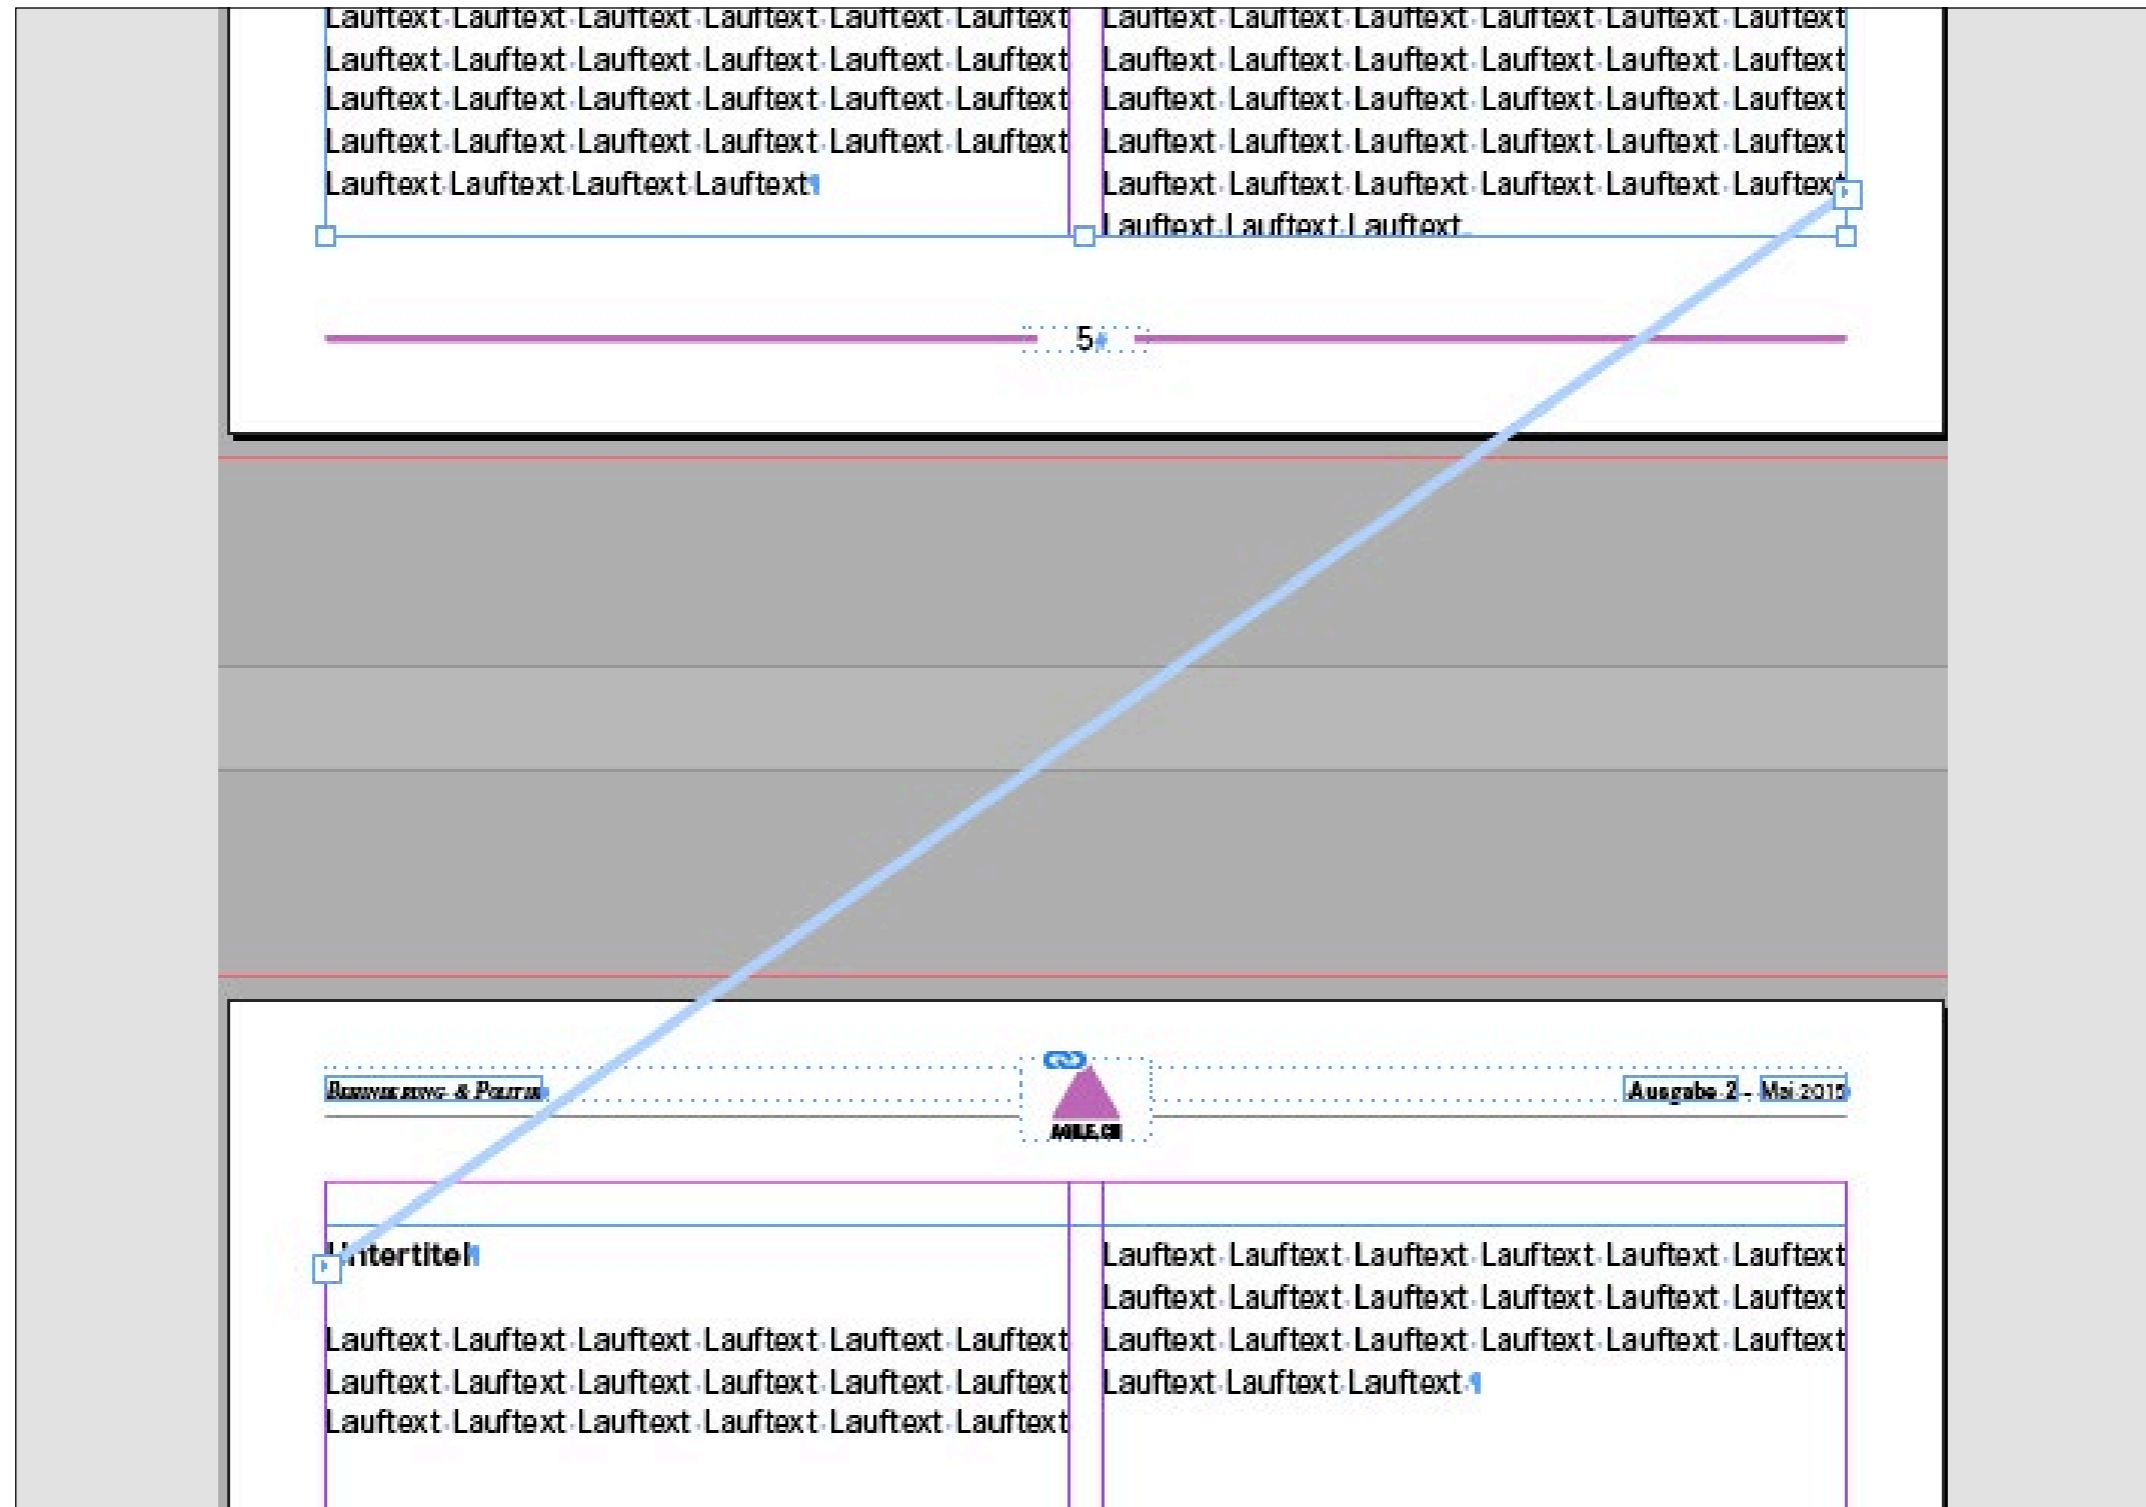 Lauftext Lauftext Lauftext Lauftext Lauftext Lauftext
Lauftext Lauftext Lauftext Lauftext Lauftext Lauftext
Lauftext Lauftext Lauftext Lauftext Lauftext Lauftext
Lauftext Lauftext Lauftext Lauftext Lauftext Lauftext
Lauftext Lauftext Lauftext Lauftext¶
Lauftext Lauftext Lauftext Lauftext Lauftext Lauftext
Lauftext Lauftext Lauftext Lauftext Lauftext Lauftext
Lauftext Lauftext Lauftext Lauftext Lauftext Lauftext
Lauftext Lauftext Lauftext Lauftext Lauftext Lauftext
Lauftext Lauftext Lauftext Lauftext Lauftext Lauftext
Lauftext Lauftext Lauftext
5#
Behinderung & Politik
AGILE.CH
Ausgabe 2 - Mai 2015
Untertitel¶
Lauftext Lauftext Lauftext Lauftext Lauftext Lauftext
Lauftext Lauftext Lauftext Lauftext Lauftext Lauftext
Lauftext Lauftext Lauftext Lauftext Lauftext Lauftext
Lauftext Lauftext Lauftext Lauftext Lauftext Lauftext
Lauftext Lauftext Lauftext Lauftext Lauftext Lauftext
Lauftext Lauftext Lauftext Lauftext Lauftext Lauftext
Lauftext Lauftext Lauftext ¶